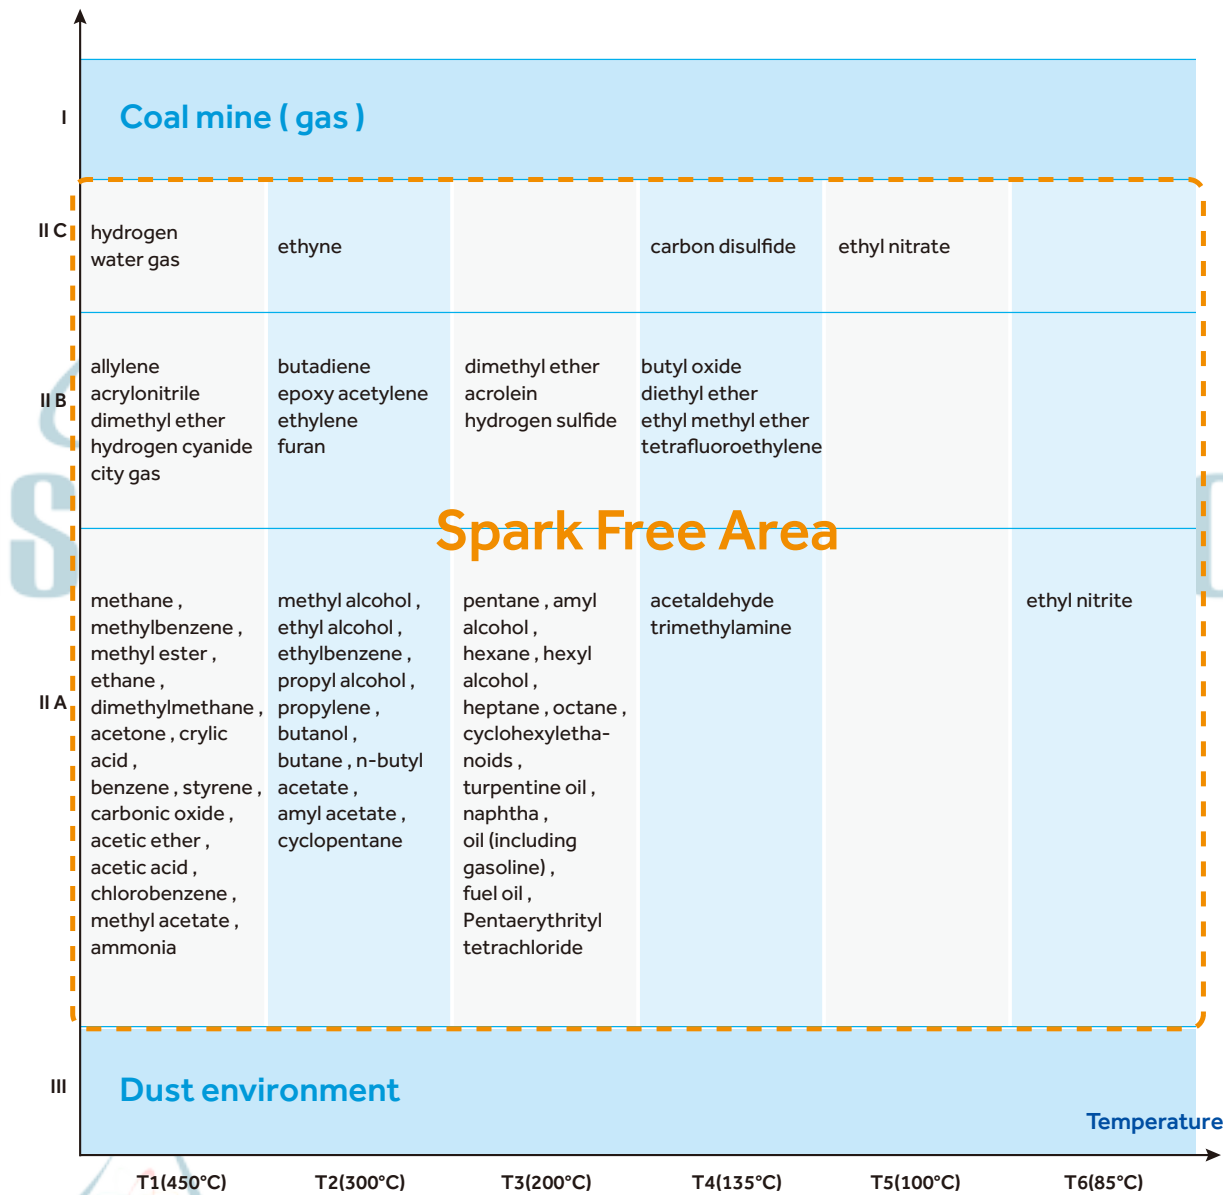 I
Coal mine ( gas )
II C
hydrogen
water gas
ethyne
carbon disulfide
ethyl nitrate
II B
allylene
acrylonitrile
dimethyl ether
hydrogen cyanide
city gas
butadiene
epoxy acetylene
ethylene
furan
dimethyl ether
acrolein
hydrogen sulfide
butyl oxide
diethyl ether
ethyl methyl ether
tetrafluoroethylene
Spark Free Area
II A
methane ,
methylbenzene ,
methyl ester ,
ethane ,
dimethylmethane ,
acetone , crylic
acid ,
benzene , styrene ,
carbonic oxide ,
acetic ether ,
acetic acid ,
chlorobenzene ,
methyl acetate ,
ammonia
methyl alcohol ,
ethyl alcohol ,
ethylbenzene ,
propyl alcohol ,
propylene ,
butanol ,
butane , n-butyl
acetate ,
amyl acetate ,
cyclopentane
pentane , amyl
alcohol ,
hexane , hexyl
alcohol ,
heptane , octane ,
cyclohexyletha-
noids ,
turpentine oil ,
naphtha ,
oil (including
gasoline) ,
fuel oil ,
Pentaerythrityl
tetrachloride
acetaldehyde
trimethylamine
ethyl nitrite
III
Dust environment
Temperature
T1(450°C)
T2(300°C)
T3(200°C)
T4(135°C)
T5(100°C)
T6(85°C)